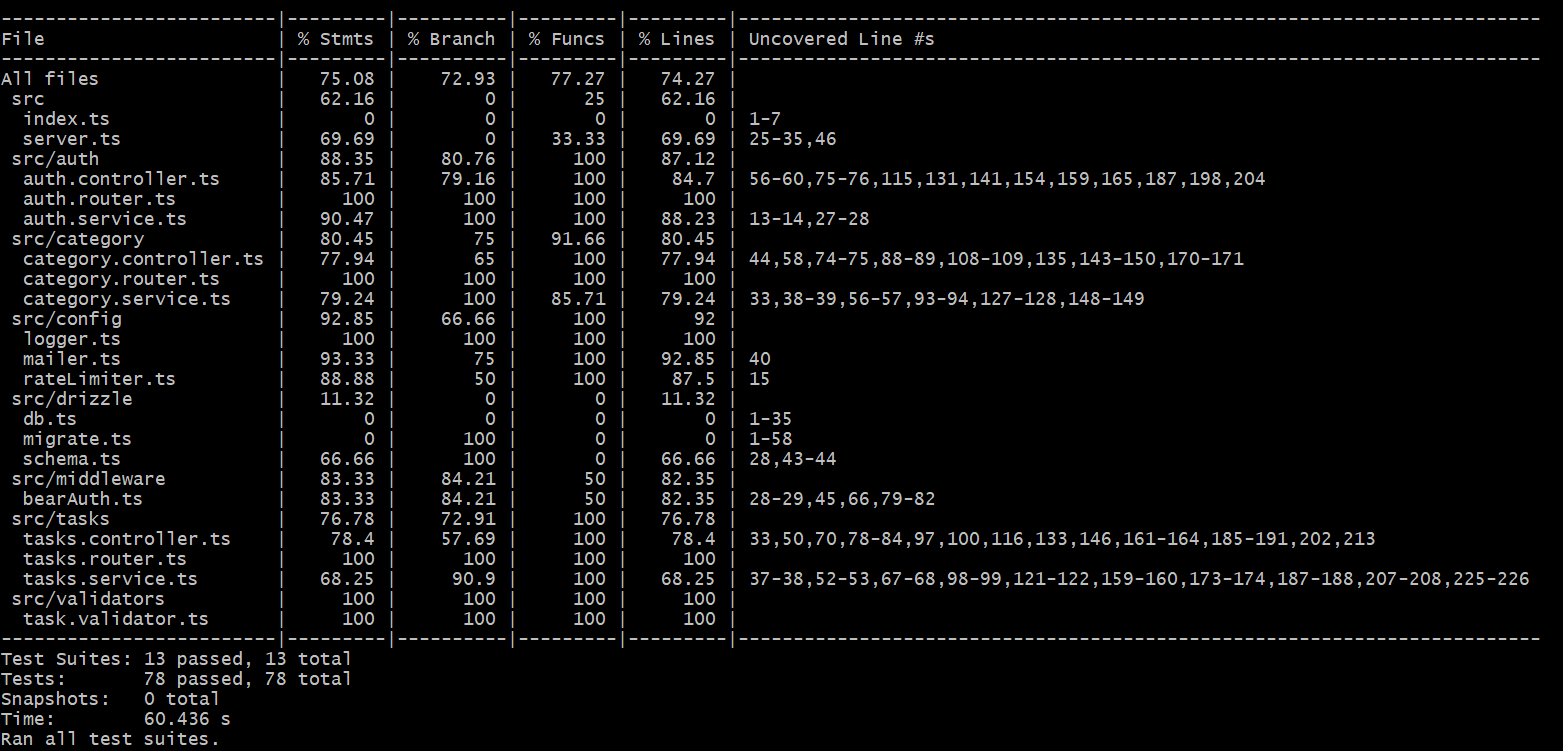 --------------------------|---------|----------|---------|---------|---------------------------------------------------------------------------
File                      | % Stmts | % Branch | % Funcs | % Lines | Uncovered Line #s
--------------------------|---------|----------|---------|---------|---------------------------------------------------------------------------
All files                 |   75.08 |    72.93 |   77.27 |   74.27 |
 src                      |   62.16 |        0 |      25 |   62.16 |
  index.ts                |       0 |        0 |       0 |       0 | 1-7
  server.ts               |   69.69 |        0 |   33.33 |   69.69 | 25-35,46
 src/auth                 |   88.35 |    80.76 |     100 |   87.12 |
  auth.controller.ts      |   85.71 |    79.16 |     100 |    84.7 | 56-60,75-76,115,131,141,154,159,165,187,198,204
  auth.router.ts          |     100 |      100 |     100 |     100 |
  auth.service.ts         |   90.47 |      100 |     100 |   88.23 | 13-14,27-28
 src/category             |   80.45 |       75 |   91.66 |   80.45 |
  category.controller.ts  |   77.94 |       65 |     100 |   77.94 | 44,58,74-75,88-89,108-109,135,143-150,170-171
  category.router.ts      |     100 |      100 |     100 |     100 |
  category.service.ts     |   79.24 |      100 |   85.71 |   79.24 | 33,38-39,56-57,93-94,127-128,148-149
 src/config               |   92.85 |    66.66 |     100 |      92 |
  logger.ts               |     100 |      100 |     100 |     100 |
  mailer.ts               |   93.33 |       75 |     100 |   92.85 | 40
  rateLimiter.ts          |   88.88 |       50 |     100 |    87.5 | 15
 src/drizzle              |   11.32 |        0 |       0 |   11.32 |
  db.ts                   |       0 |        0 |       0 |       0 | 1-35
  migrate.ts              |       0 |      100 |       0 |       0 | 1-58
  schema.ts               |   66.66 |      100 |       0 |   66.66 | 28,43-44
 src/middleware           |   83.33 |    84.21 |      50 |   82.35 |
  bearAuth.ts             |   83.33 |    84.21 |      50 |   82.35 | 28-29,45,66,79-82
 src/tasks                |   76.78 |    72.91 |     100 |   76.78 |
  tasks.controller.ts     |    78.4 |    57.69 |     100 |    78.4 | 33,50,70,78-84,97,100,116,133,146,161-164,185-191,202,213
  tasks.router.ts         |     100 |      100 |     100 |     100 |
  tasks.service.ts        |   68.25 |     90.9 |     100 |   68.25 | 37-38,52-53,67-68,98-99,121-122,159-160,173-174,187-188,207-208,225-226
 src/validators           |     100 |      100 |     100 |     100 |
  task.validator.ts       |     100 |      100 |     100 |     100 |
--------------------------|---------|----------|---------|---------|---------------------------------------------------------------------------
Test Suites: 13 passed, 13 total
Tests:       78 passed, 78 total
Snapshots:   0 total
Time:        60.436 s
Ran all test suites.